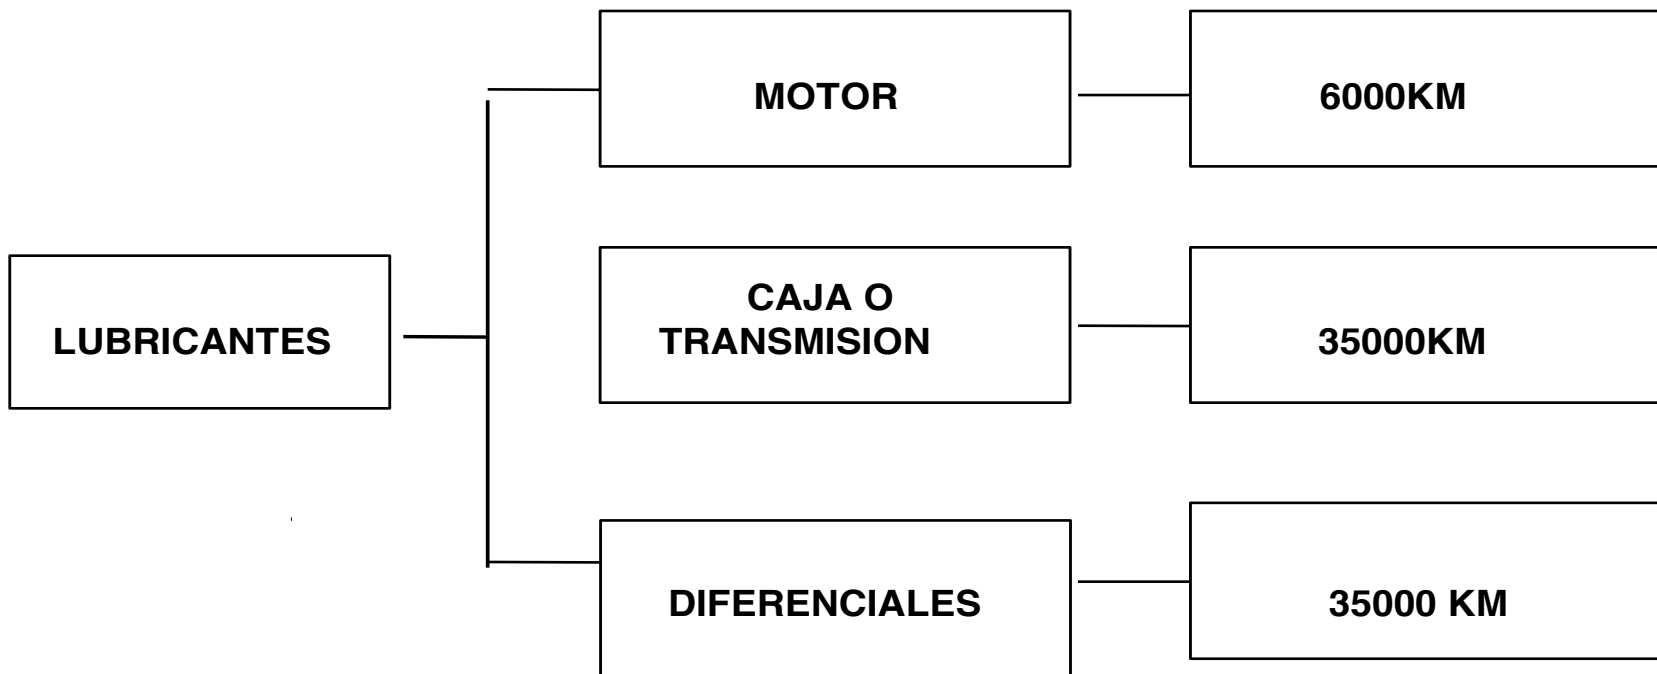 MOTOR
6000KM
LUBRICANTES
CAJA O
TRANSMISION
35000KM
DIFERENCIALES
35000 KM